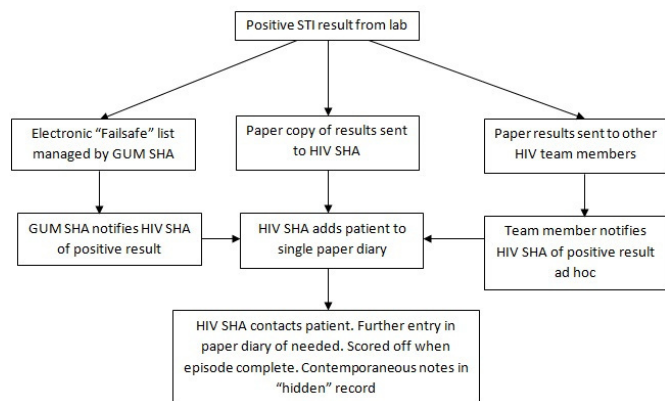 Positive STI result from lab
Electronic “Failsafe” list
managed by GUM SHA
Paper copy of results sent
to HIV SHA
Paper results sent to other
HIV team members
GUM SHA notifies HIV SHA
of positive result
HIV SHA adds patient to
single paper diary
Team member notifies
HIV SHA of positive result
ad hoc
HIV SHA contacts patient. Further entry in
paper diary of needed. Scored off when
episode complete. Contemporaneous notes in
“hidden” record